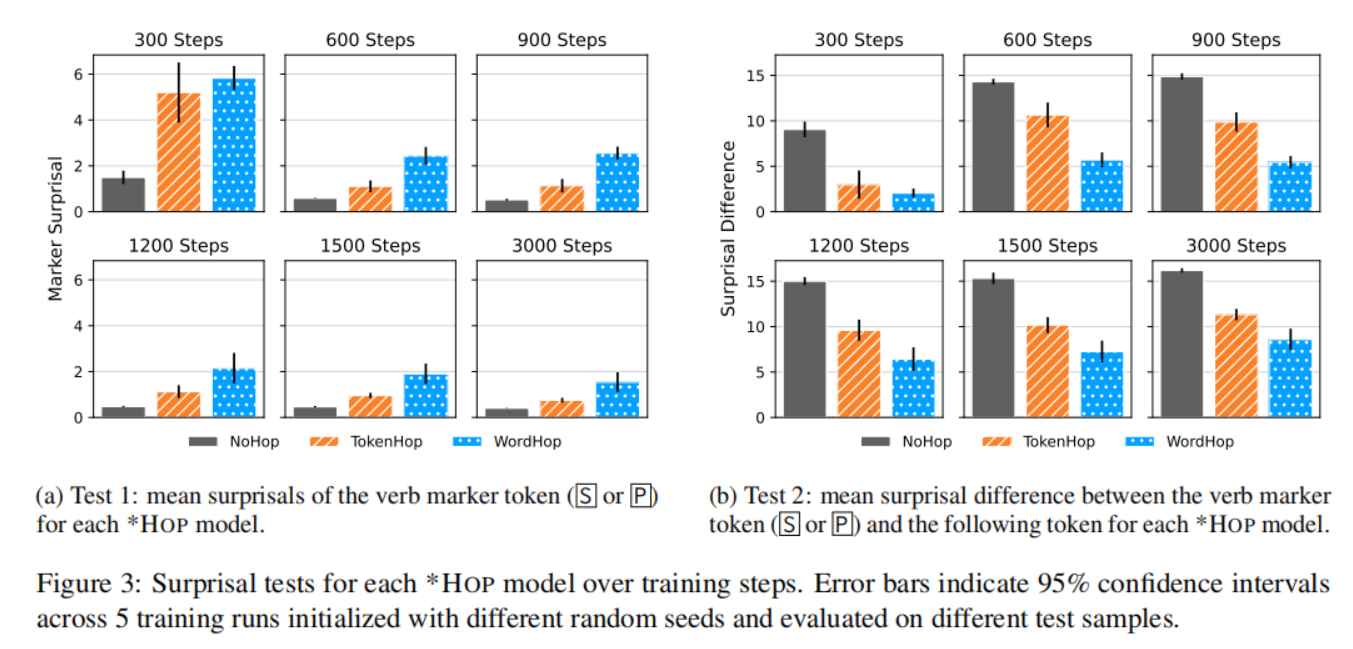 300 Steps
600 Steps
900 Steps
6
4
2
0
1200 Steps
1500 Steps
3000 Steps
6
4
2
0
Marker Surprisal
NoHop
TokenHop
WordHop
(a) Test 1: mean surprisals of the verb marker token (S or P)
for each *HOP model.
300 Steps
600 Steps
900 Steps
15
10
5
0
1200 Steps
1500 Steps
3000 Steps
15
10
5
0
Surprisal Difference
NoHop
TokenHop
WordHop
(b) Test 2: mean surprisal difference between the verb marker
token (S or P) and the following token for each *HOP model.
Figure 3: Surprisal tests for each *HOP model over training steps. Error bars indicate 95% confidence intervals
across 5 training runs initialized with different random seeds and evaluated on different test samples.